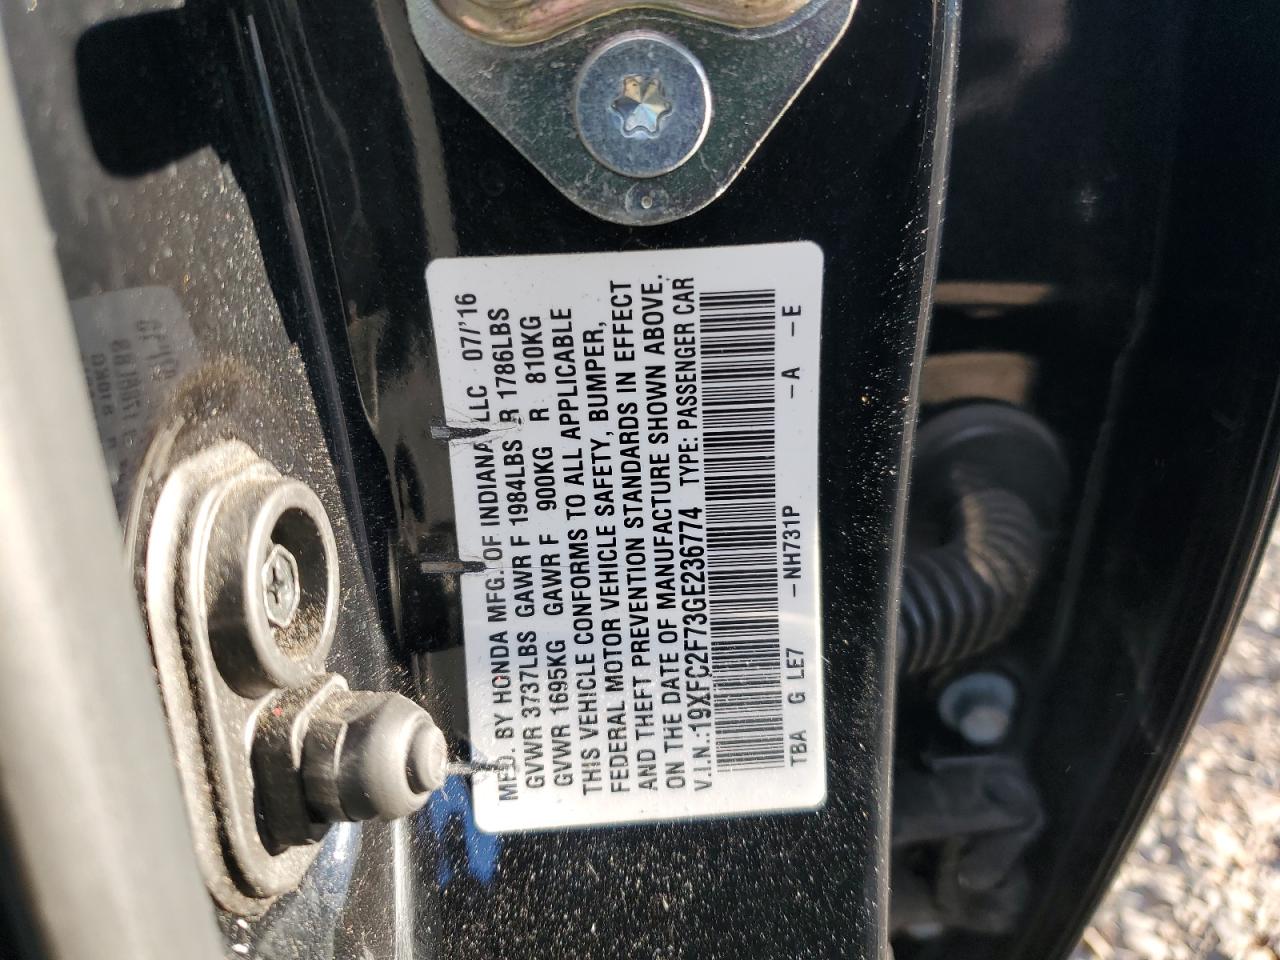 MFD. BY HONDA MFG. OF INDIANA LLC 07/'16
GVWR 3737LBS GAWR F 1984LBS R 1786LBS
GVWR 1695KG GAWR F 900KG R 810KG
THIS VEHICLE CONFORMS TO ALL APPLICABLE
FEDERAL MOTOR VEHICLE SAFETY, BUMPER,
AND THEFT PREVENTION STANDARDS IN EFFECT
ON THE DATE OF MANUFACTURE SHOWN ABOVE.
V.I.N.:19XFC2F73GE236774 TYPE: PASSENGER CAR
TBA G LE7 -NH731P -A -E